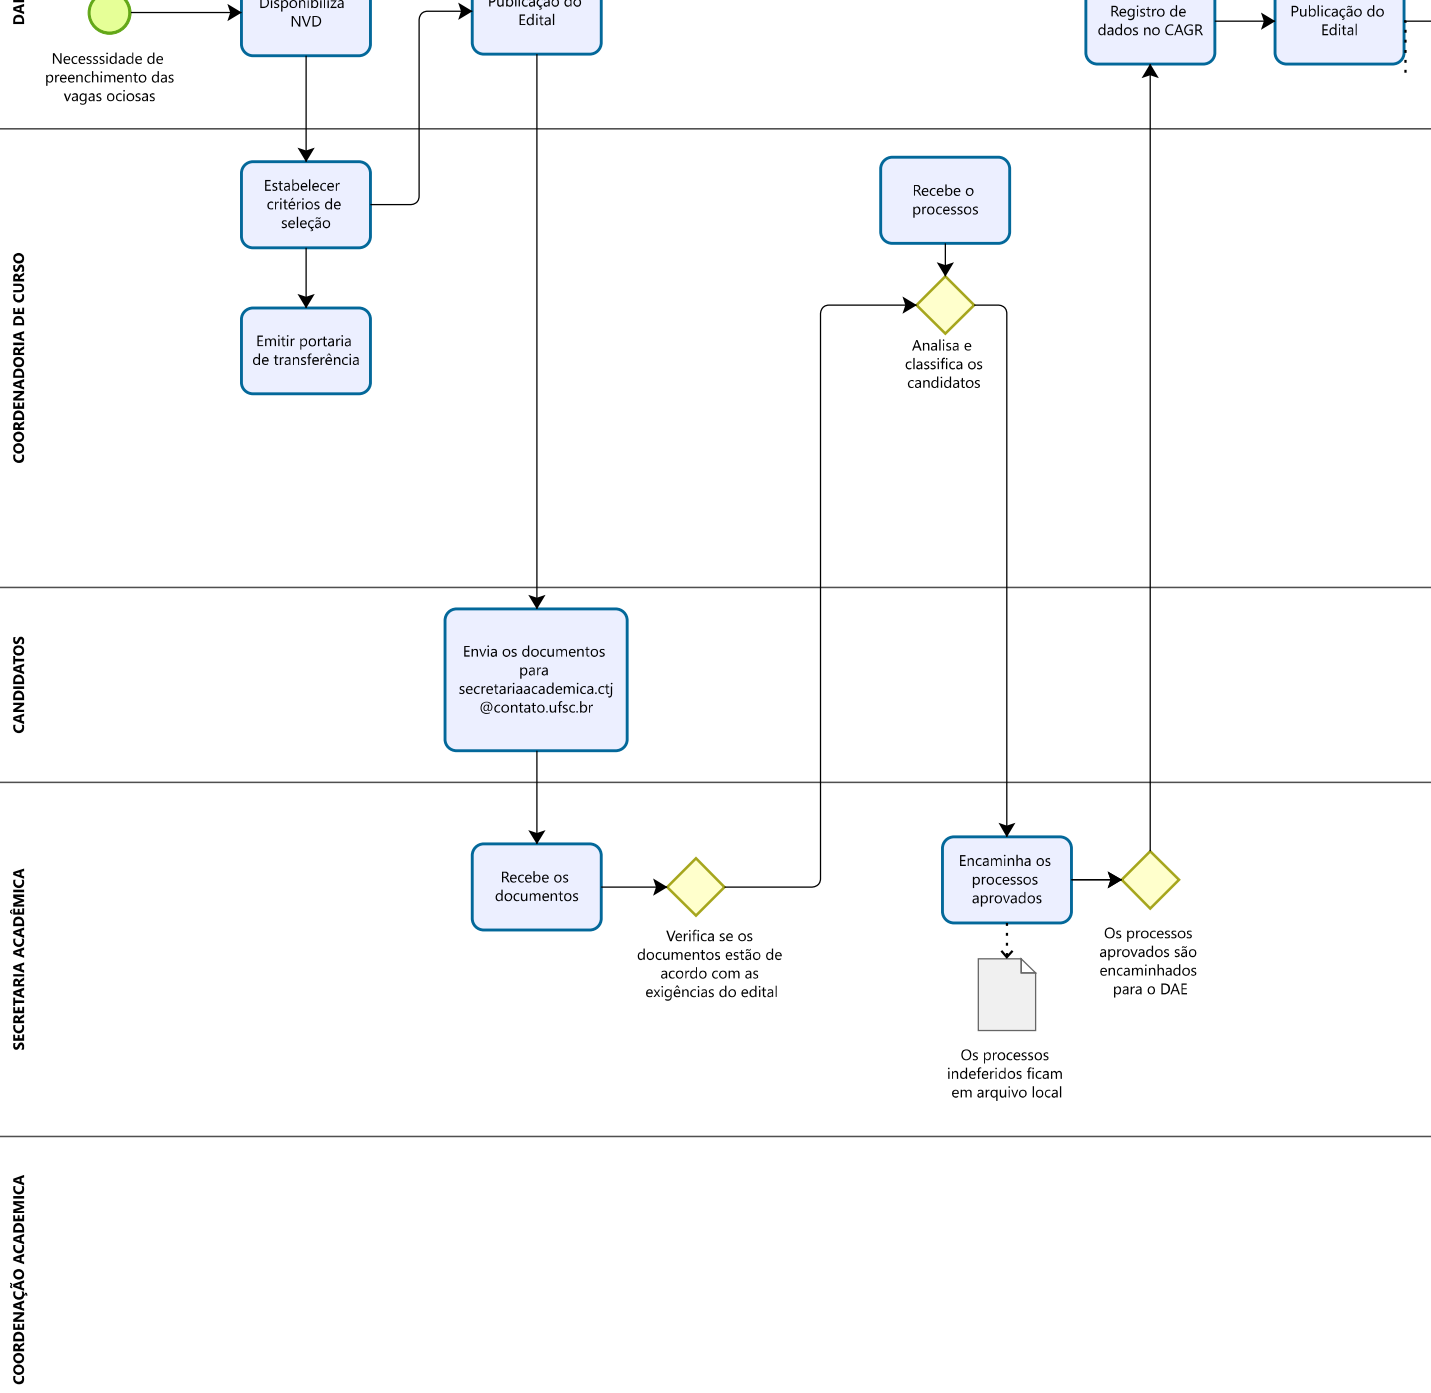 Disponibiliza
NVD
Publicação do
Edital
Registro de
dados no CAGR
Publicação do
Edital
Necesssidade de
preenchimento das
vagas ociosas
COORDENADORIA DE CURSO
Estabelecer
critérios de
seleção
Emitir portaria
de transferência
Recebe o
processos
Analisa e
classifica os
candidatos
CANDIDATOS
Envia os documentos
para
secretariaacademica.ctj
@contato.ufsc.br
SECRETARIA ACADÊMICA
Recebe os
documentos
Verifica se os
documentos estão de
acordo com as
exigências do edital
Encaminha os
processos
aprovados
Os processos
aprovados são
encaminhados
para o DAE
Os processos
indeferidos ficam
em arquivo local
COORDENAÇÃO ACADEMICA